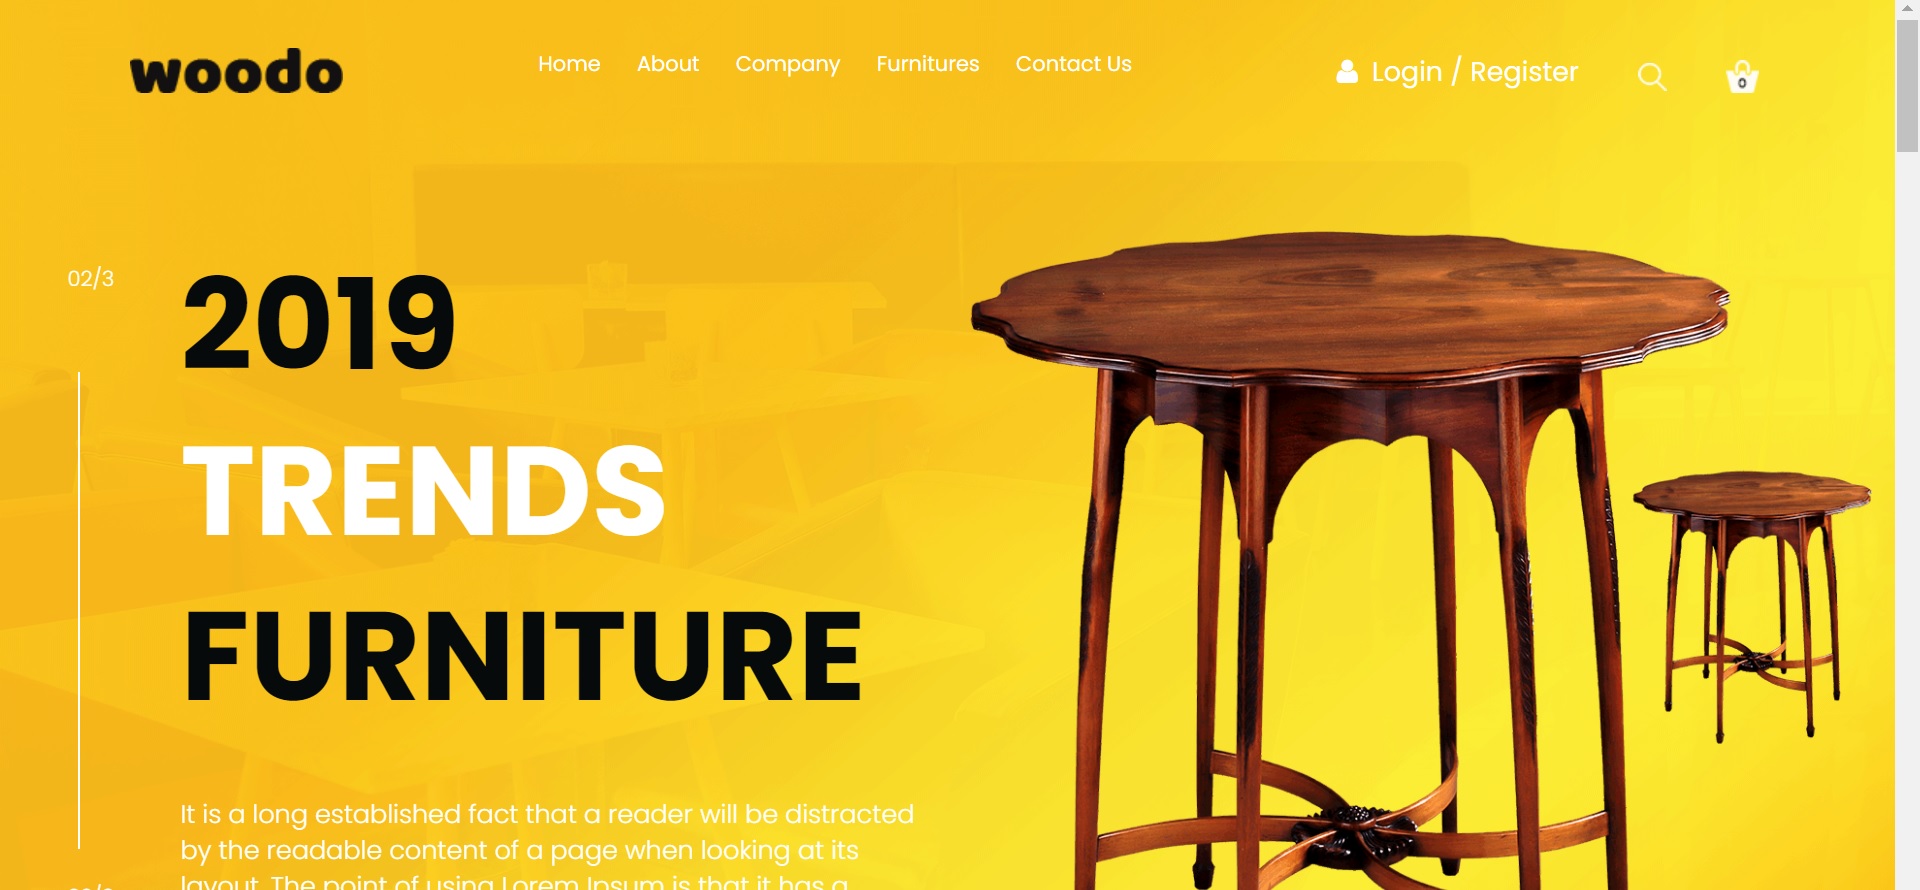 woodo
Home About Company Furnitures Contact Us
Login / Register
0
02/3
2019
TRENDS
FURNITURE
It is a long established fact that a reader will be distracted
by the readable content of a page when looking at its
layout. The point of using Lorem Ipsum is that it has a